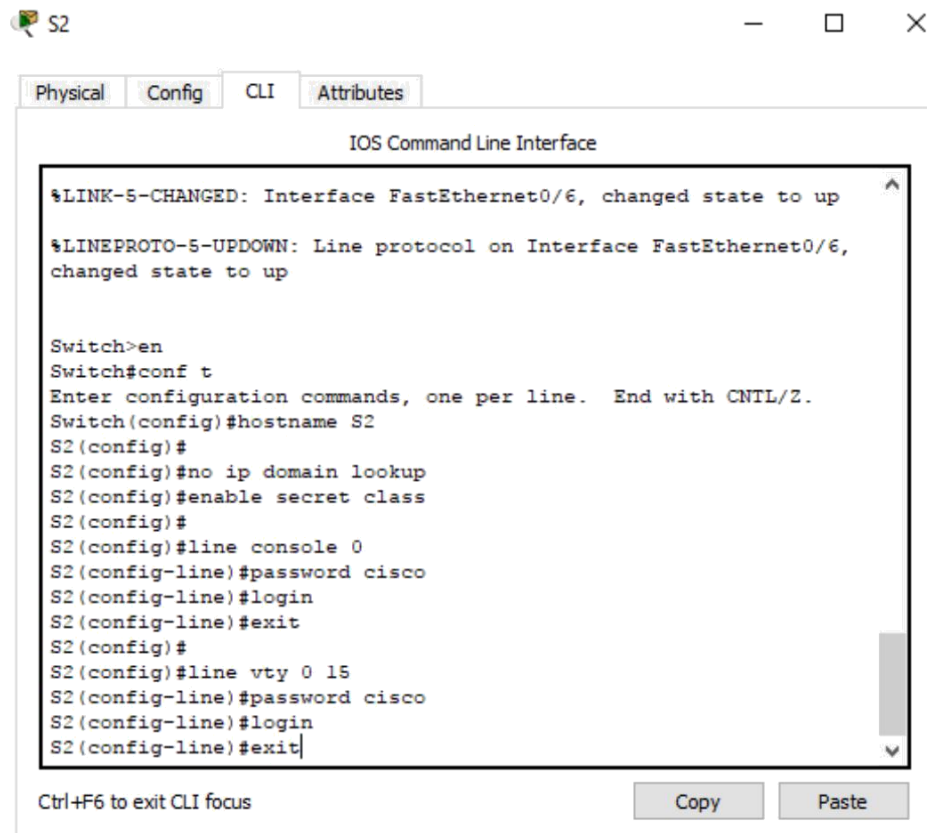 S2
Physical Config CLI Attributes
IOS Command Line Interface
%LINK-5-CHANGED: Interface FastEthernet0/6, changed state to up
%LINEPROTO-5-UPDOWN: Line protocol on Interface FastEthernet0/6,
changed state to up
Switch>en
Switch#conf t
Enter configuration commands, one per line.  End with CNTL/Z.
Switch(config)#hostname S2
S2(config)#
S2(config)#no ip domain lookup
S2(config)#enable secret class
S2(config)#
S2(config)#line console 0
S2(config-line)#password cisco
S2(config-line)#login
S2(config-line)#exit
S2(config)#
S2(config)#line vty 0 15
S2(config-line)#password cisco
S2(config-line)#login
S2(config-line)#exit
Ctrl+F6 to exit CLI focus Copy Paste